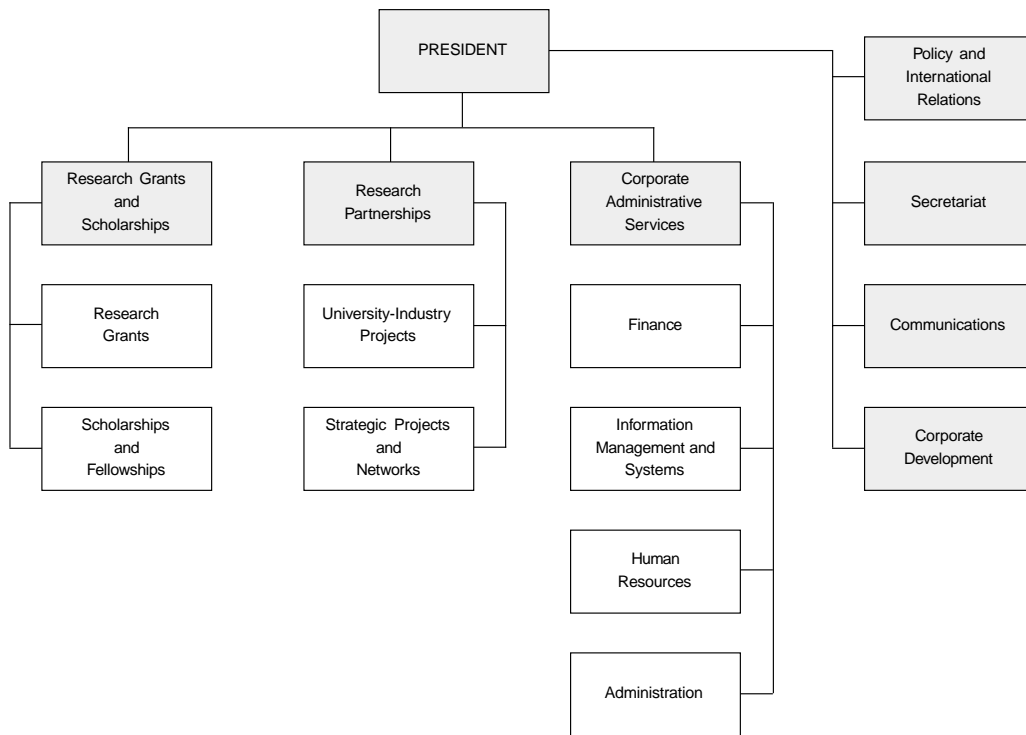 PRESIDENT
Policy and
International
Relations
Research Grants
and
Scholarships
Research
Partnerships
Corporate
Administrative
Services
Secretariat
Research
Grants
University-Industry
Projects
Finance
Communications
Scholarships
and
Fellowships
Strategic Projects
and
Networks
Information
Management and
Systems
Corporate
Development
Human
Resources
Administration